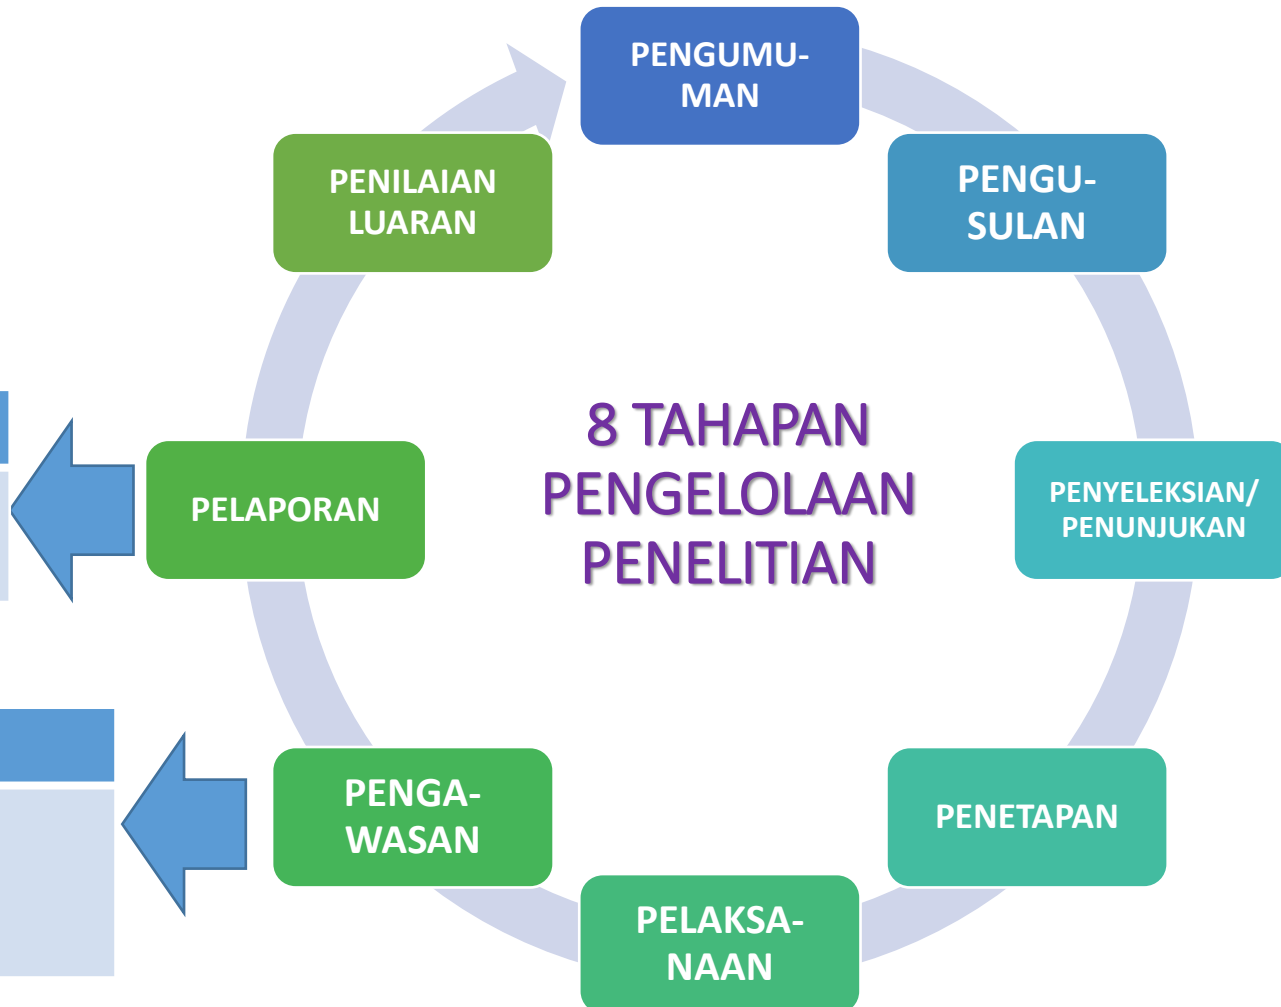 PENGUMU-
MAN
PENGU-
SULAN
PENYELEKSIAN/
PENUNJUKAN
PENETAPAN
PELAKSA-
NAAN
PENGA-
WASAN
PELAPORAN
PENILAIAN
LUARAN
8 TAHAPAN
PENGELOLAAN
PENELITIAN